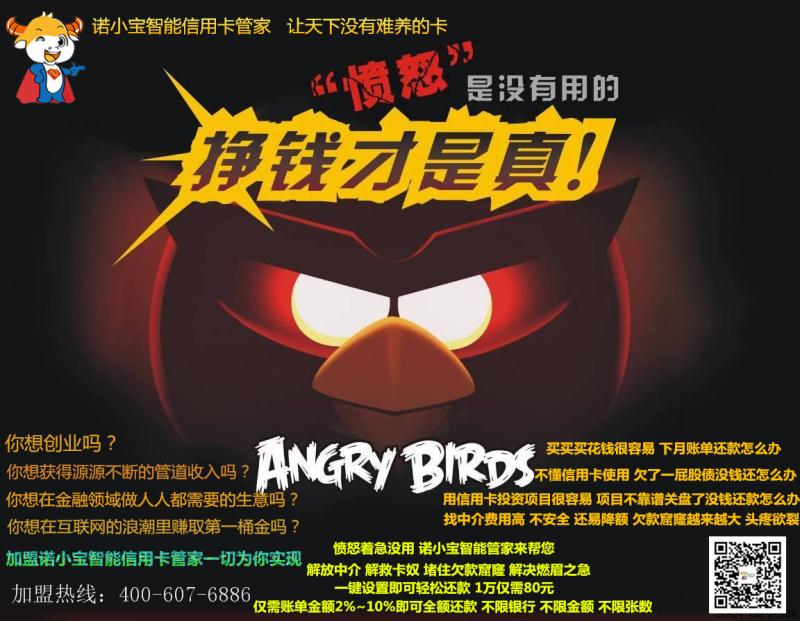 诺小宝智能信用卡管家 让天下没有难养的卡
“愤怒”是没有用的
挣钱才是真!
ANGRY BIRDS
你想创业吗？
你想获得源源不断的管道收入吗？
你想在金融领域做人人都需要的生意吗？
你想在互联网的浪潮里赚取第一桶金吗？
加盟诺小宝智能信用卡管家一切为你实现
加盟热线：400-607-6886
买买买花钱很容易 下月账单还款怎么办
不懂信用卡使用 欠了一屁股债没钱还怎么办
用信用卡投资项目很容易 项目不靠谱关盘了没钱还款怎么办
找中介费用高 不安全 还易降额 欠款窟窿越来越大 头疼欲裂
愤怒着急没用 诺小宝智能管家来帮您
解放中介 解救卡奴 堵住欠款窟窿 解决燃眉之急
一键设置即可轻松还款 1万仅需80元
仅需账单金额2%~10%即可全额还款 不限银行 不限金额 不限张数